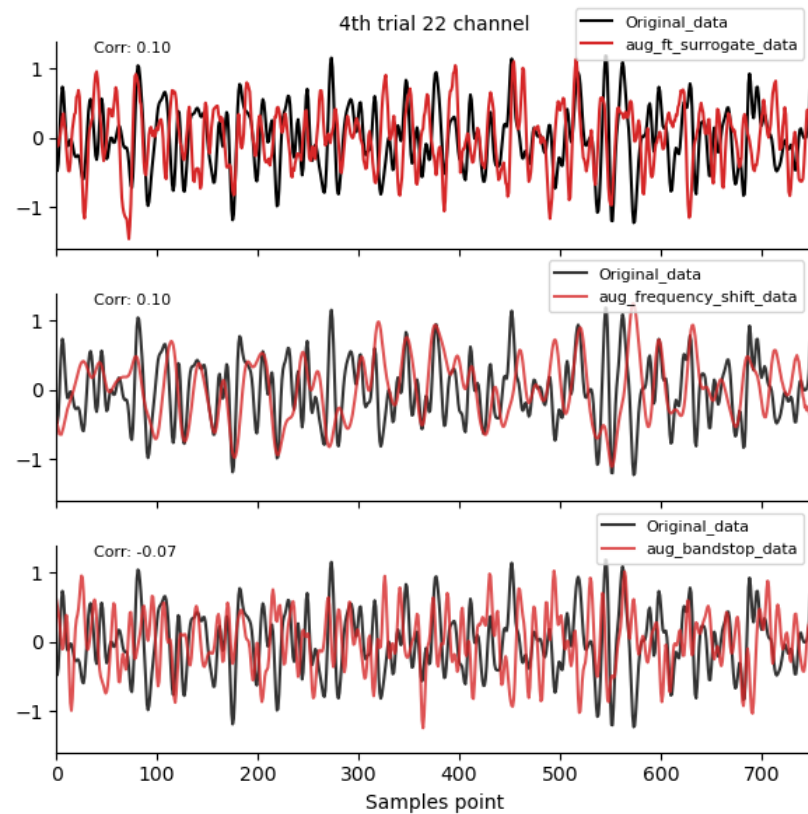 4th trial 22 channel
Corr: 0.10
Original_data
aug_ft_surrogate_data
1
0
−1
Corr: 0.10
Original_data
aug_frequency_shift_data
1
0
−1
Corr: -0.07
Original_data
aug_bandstop_data
1
0
−1
0 100 200 300 400 500 600 700
Samples point